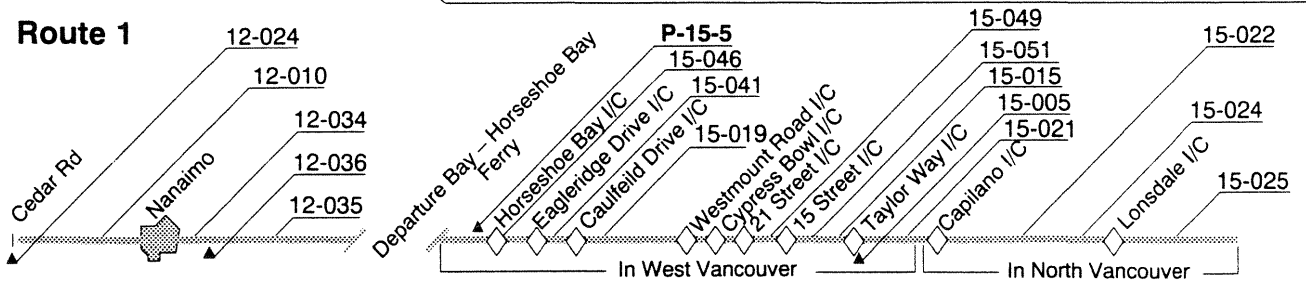 Route 1
12-024
12-010
12-034
12-036
12-035
Cedar Rd
Nanaimo
Departure Bay – Horseshoe Bay
Ferry
P-15-5
15-046
15-041
15-019
Horseshoe Bay I/C
Eagleridge Drive I/C
Caulfeild Drive I/C
Westmount Road I/C
Cypress Bowl I/C
21 Street I/C
15 Street I/C
Taylor Way I/C
Capilano I/C
Lonsdale I/C
15-049
15-051
15-015
15-005
15-021
15-022
15-024
15-025
In West Vancouver
In North Vancouver